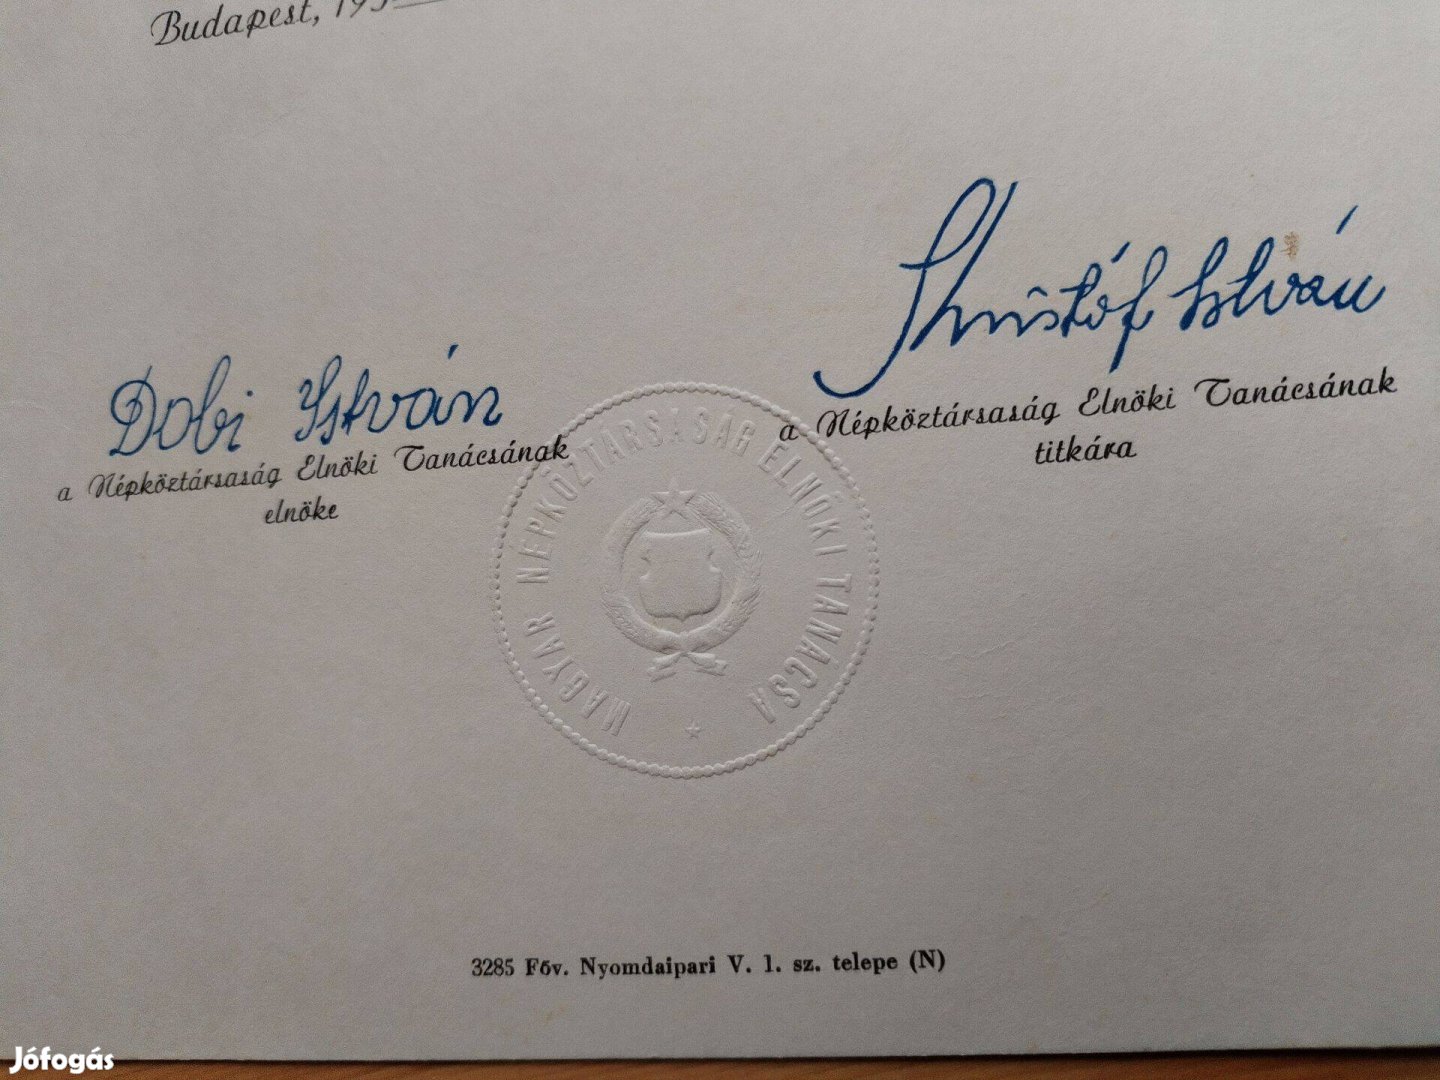 Budapest, 195
Dobi István
a Népköztársaság Elnöki Tanácsának
elnöke
Kristóf István
a Népköztársaság Elnöki Tanácsának
titkára
MAGYAR NÉPKÖZTÁRSASÁG ELNÖKI TANÁCSA
3285 Főv. Nyomdaipari V. 1. sz. telepe (N)
Jófogás